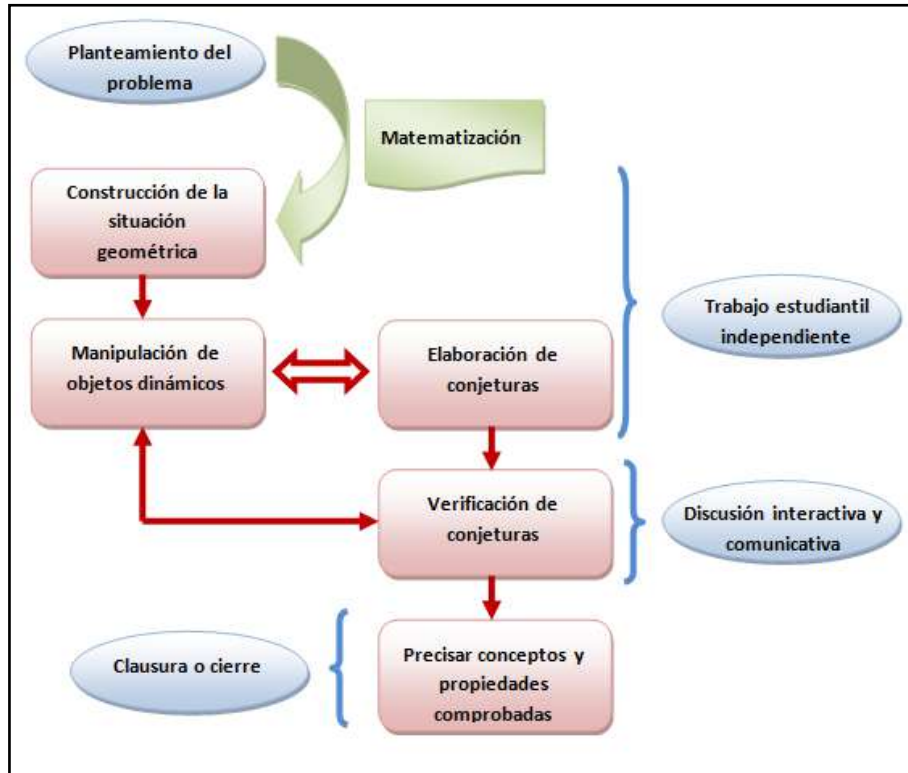 Planteamiento del
problema
Matematización
Construcción de la
situación
geométrica
Trabajo estudiantil
independiente
Manipulación de
objetos dinámicos
Elaboración de
conjeturas
Verificación de
conjeturas
Discusión interactiva y
comunicativa
Clausura o cierre
Precisar conceptos y
propiedades
comprobadas